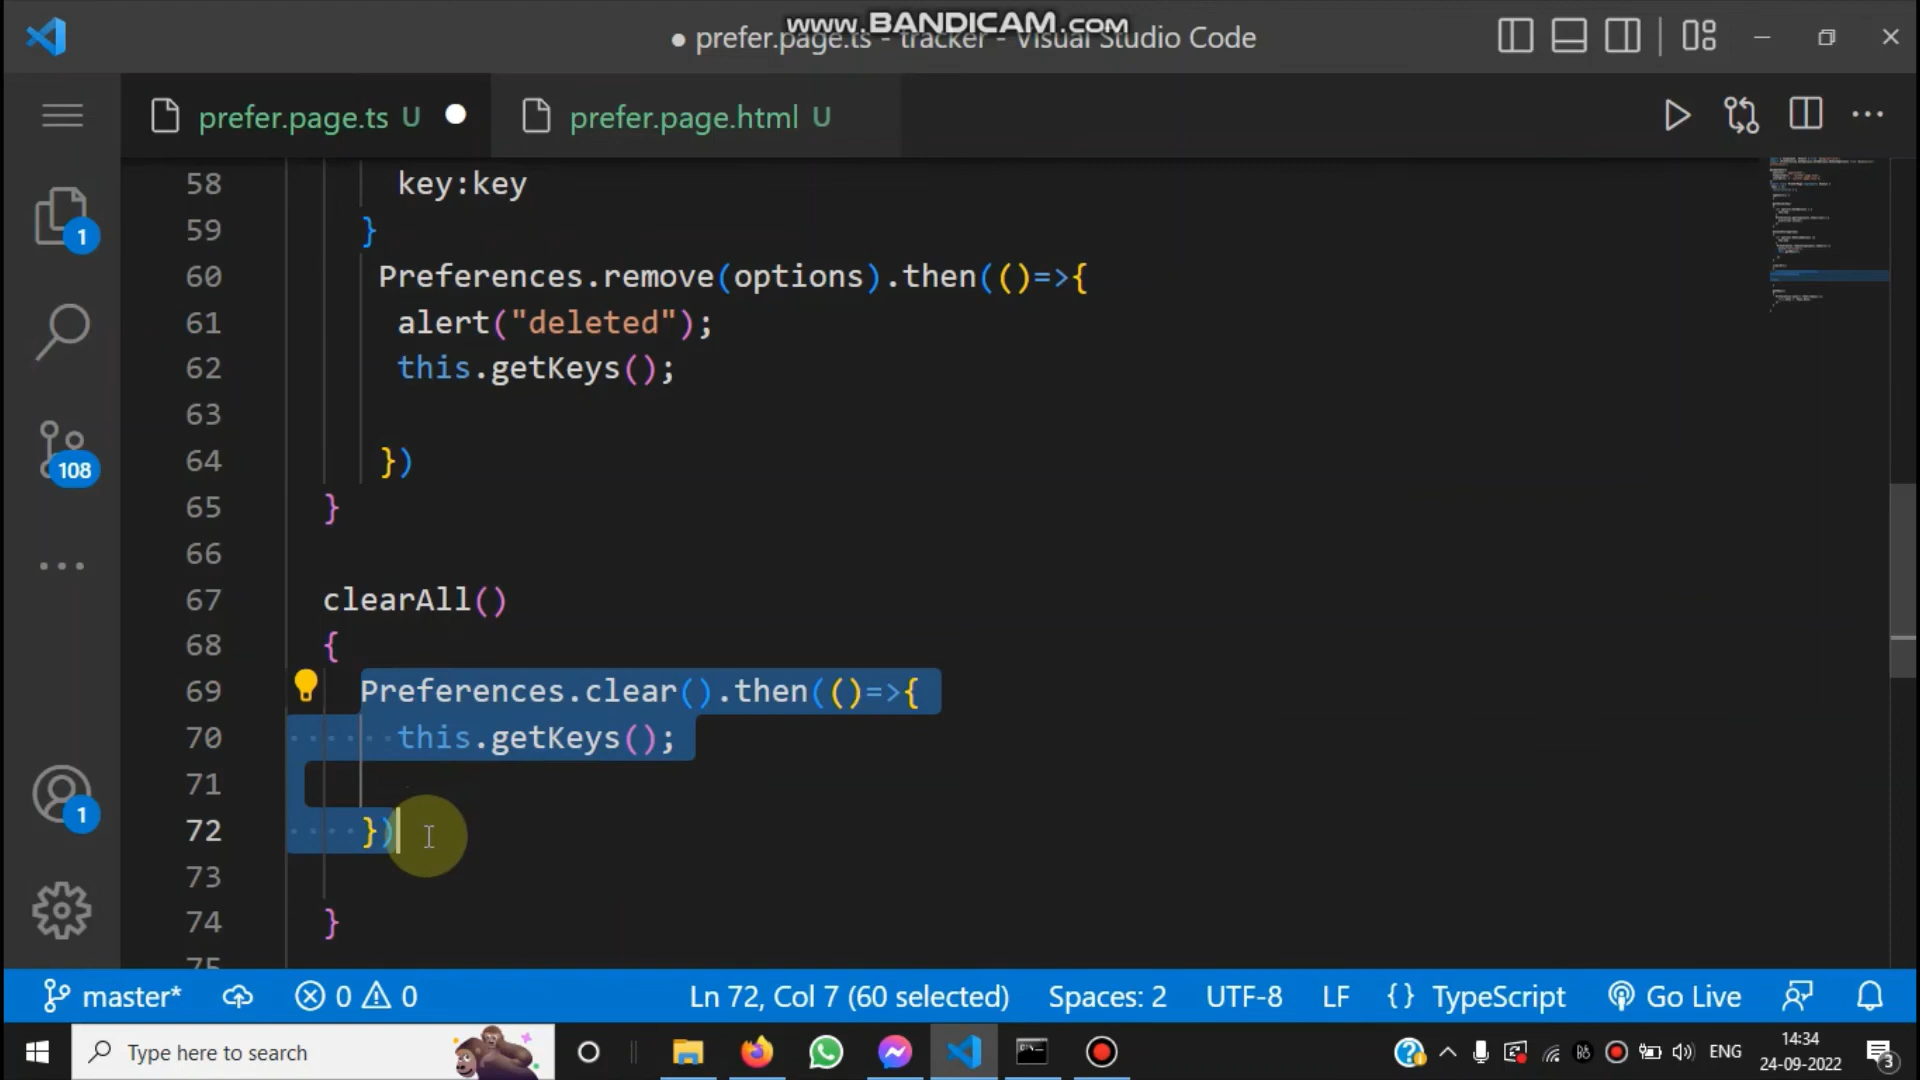 www.BANDICAM.com
● prefer.page.ts - tracker - Visual Studio Code
prefer.page.ts U
prefer.page.html U
58 key:key
59 }
60 Preferences.remove(options).then(()=>{
61 alert("deleted");
62 this.getKeys();
63
64 })
65 }
66
67 clearAll()
68 {
69 Preferences.clear().then(()=>{
70 this.getKeys();
71
72 })
73
74 }
75
1
108
1
master* 0 0 Ln 72, Col 7 (60 selected) Spaces: 2 UTF-8 LF {} TypeScript Go Live
Type here to search
ENG
14:34
24-09-2022
3